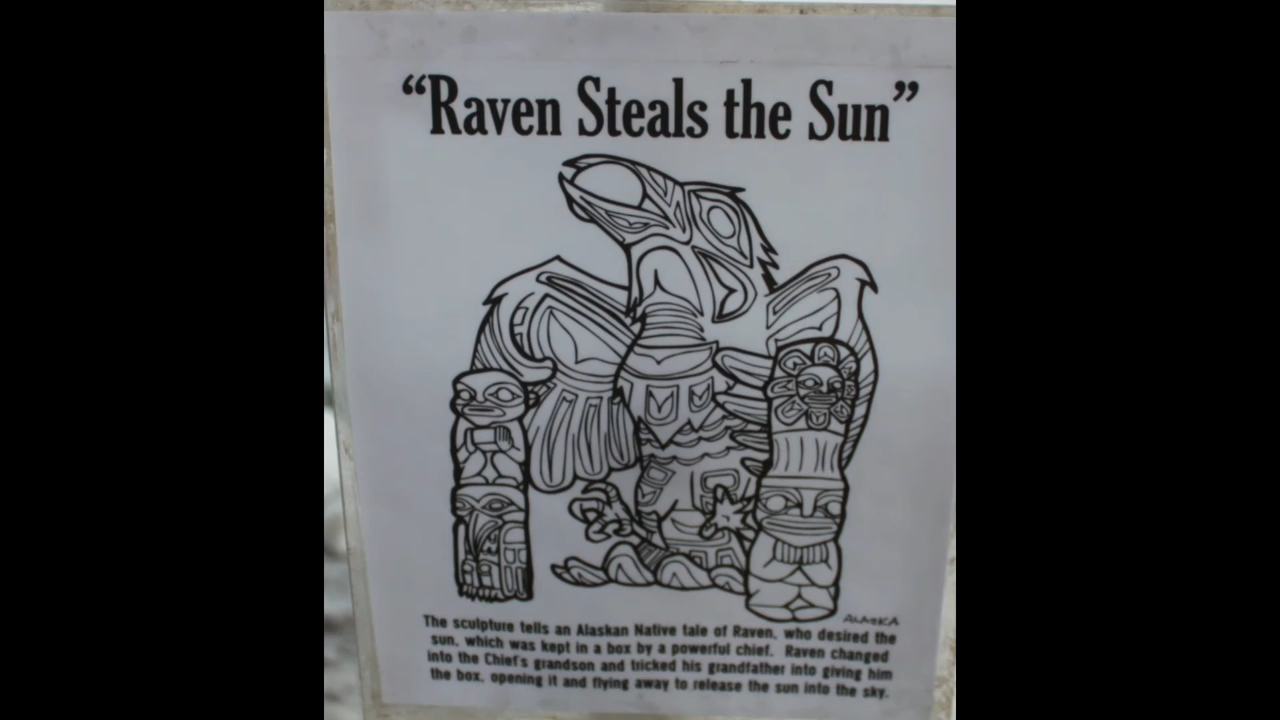 “Raven Steals the Sun”
ALASKA
The sculpture tells an Alaskan Native tale of Raven, who desired the
sun, which was kept in a box by a powerful chief. Raven changed
into the Chief's grandson and tricked his grandfather into giving him
the box, opening it and flying away to release the sun into the sky.